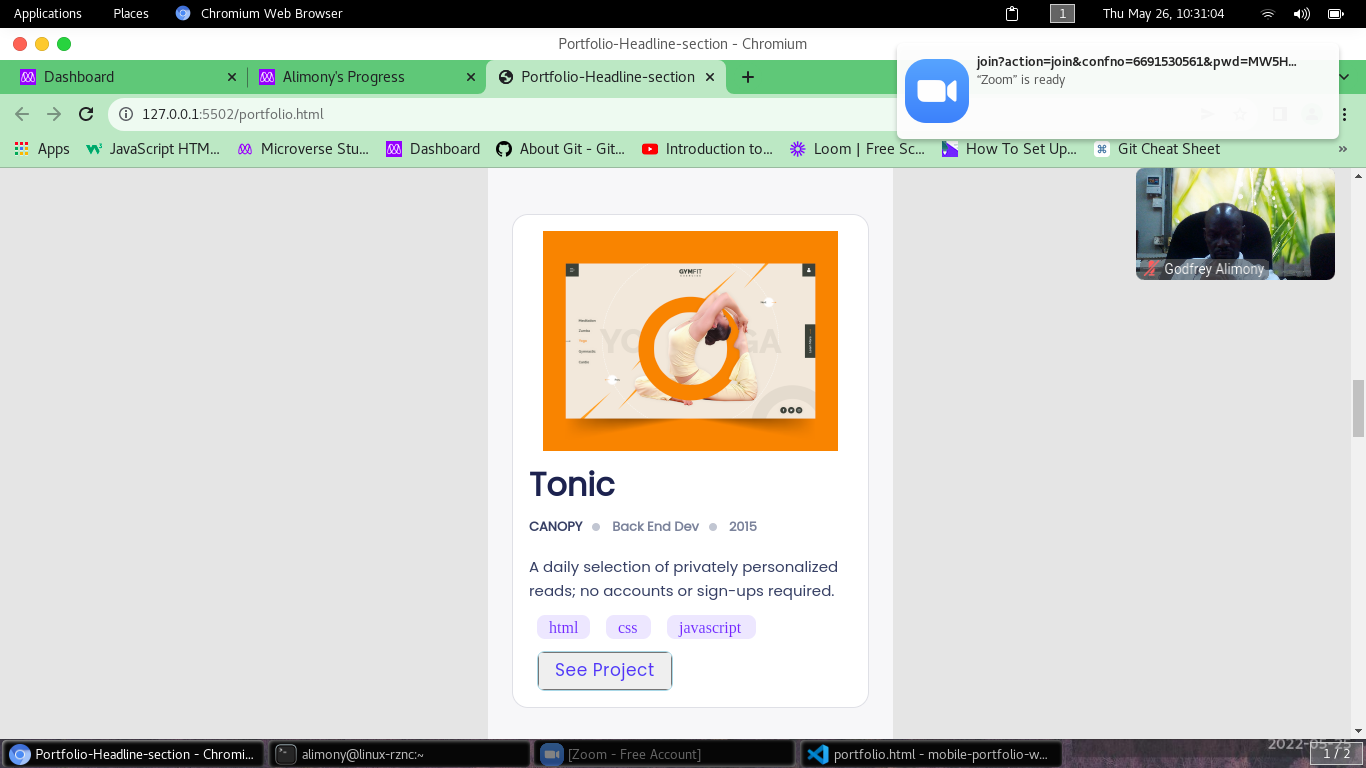 Applications Places Chromium Web Browser 1 Thu May 26, 10:31:04
Portfolio-Headline-section - Chromium
join?action=join&confno=6691530561&pwd=MW5H...
“Zoom” is ready
Dashboard Alimony's Progress Portfolio-Headline-section
127.0.0.1:5502/portfolio.html
Apps JavaScript HTM... Microverse Stu... Dashboard About Git - Git... Introduction to... Loom | Free Sc... How To Set Up... Git Cheat Sheet »
Godfrey Alimony
GYMFIT
Meditation
Zumba
Yoga
Gymnastic
Cardio
Tonic
CANOPY Back End Dev 2015
A daily selection of privately personalized
reads; no accounts or sign-ups required.
html css javascript
See Project
2022-05-25
Portfolio-Headline-section - Chromi... alimony@linux-rznc:~ [Zoom - Free Account] portfolio.html - mobile-portfolio-w... 1 / 2